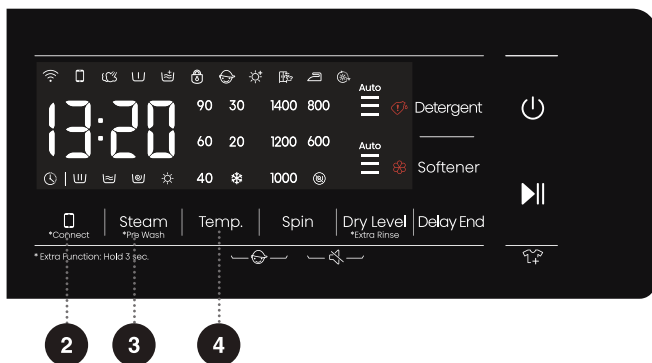 Auto
90 30 1400 800
Detergent
13:20
60 20 1200 600
Auto
Softener
40 1000
Steam Temp. Spin Dry Level Delay End
*Connect *Pre Wash *Extra Rinse
* Extra Function: Hold 3 sec.
2 3 4